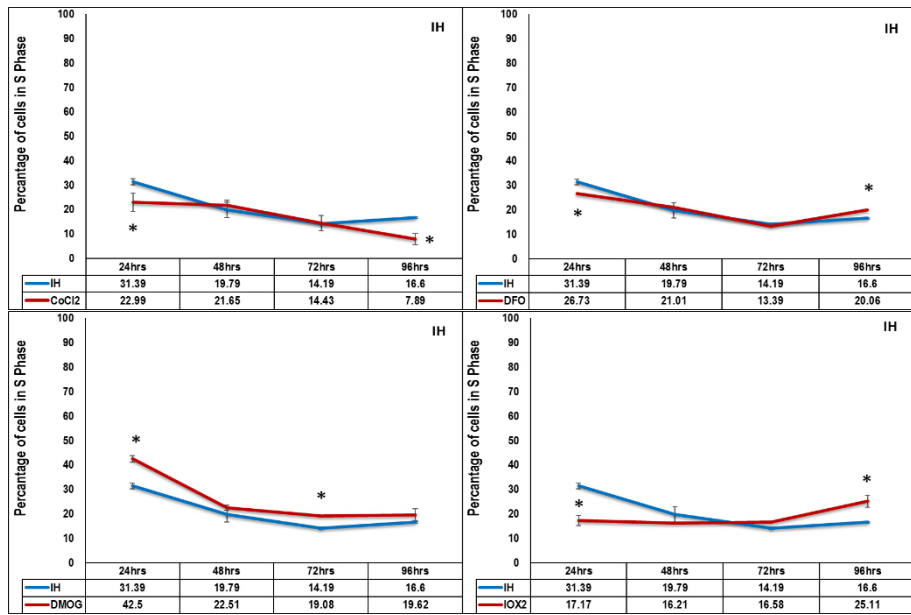 Percentage of cells in S Phase
IH
100
90
80
70
60
50
40
30
20
10
0
*
*
24hrs 48hrs 72hrs 96hrs
IH 31.39 19.79 14.19 16.6
CoCl2 22.99 21.65 14.43 7.89
Percentage of cells in S Phase
IH
100
90
80
70
60
50
40
30
20
10
0
*
*
24hrs 48hrs 72hrs 96hrs
IH 31.39 19.79 14.19 16.6
DFO 26.73 21.01 13.39 20.06
Percentage of cells in S Phase
IH
100
90
80
70
60
50
40
30
20
10
0
*
*
24hrs 48hrs 72hrs 96hrs
IH 31.39 19.79 14.19 16.6
DMOG 42.5 22.51 19.08 19.62
Percentage of cells in S Phase
IH
100
90
80
70
60
50
40
30
20
10
0
*
*
24hrs 48hrs 72hrs 96hrs
IH 31.39 19.79 14.19 16.6
IOX2 17.17 16.21 16.58 25.11